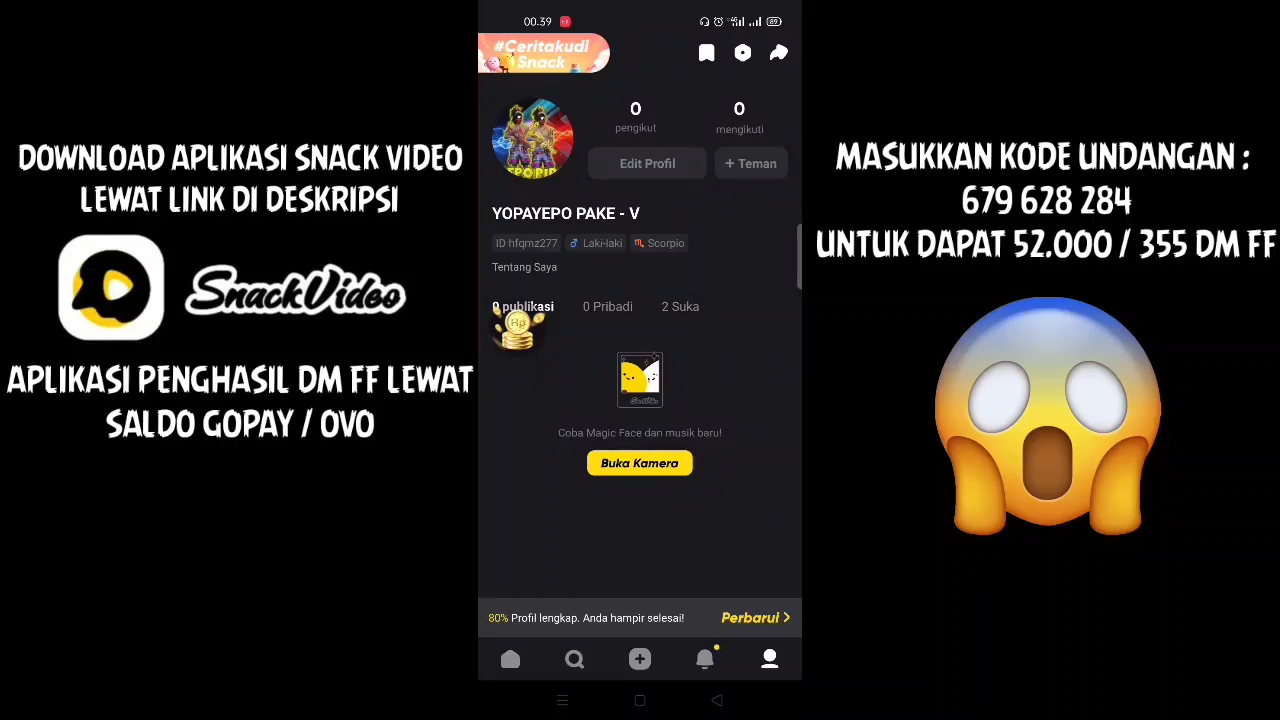 DOWNLOAD APLIKASI SNACK VIDEO
LEWAT LINK DI DESKRIPSI
SnackVideo
APLIKASI PENGHASIL DM FF LEWAT
SALDO GOPAY / OVO
00.39
89
#Ceritakudi
Snack
0
pengikut
0
mengikuti
Edit Profil
+ Teman
YOPAYEPO PAKE - V
ID hfqmz277
Laki-laki
Scorpio
Tentang Saya
0 publikasi
0 Pribadi
2 Suka
Rp
SnackVideo
Coba Magic Face dan musik baru!
Buka Kamera
80% Profil lengkap. Anda hampir selesai!
Perbarui >
MASUKKAN KODE UNDANGAN :
679 628 284
UNTUK DAPAT 52.000 / 355 DM FF